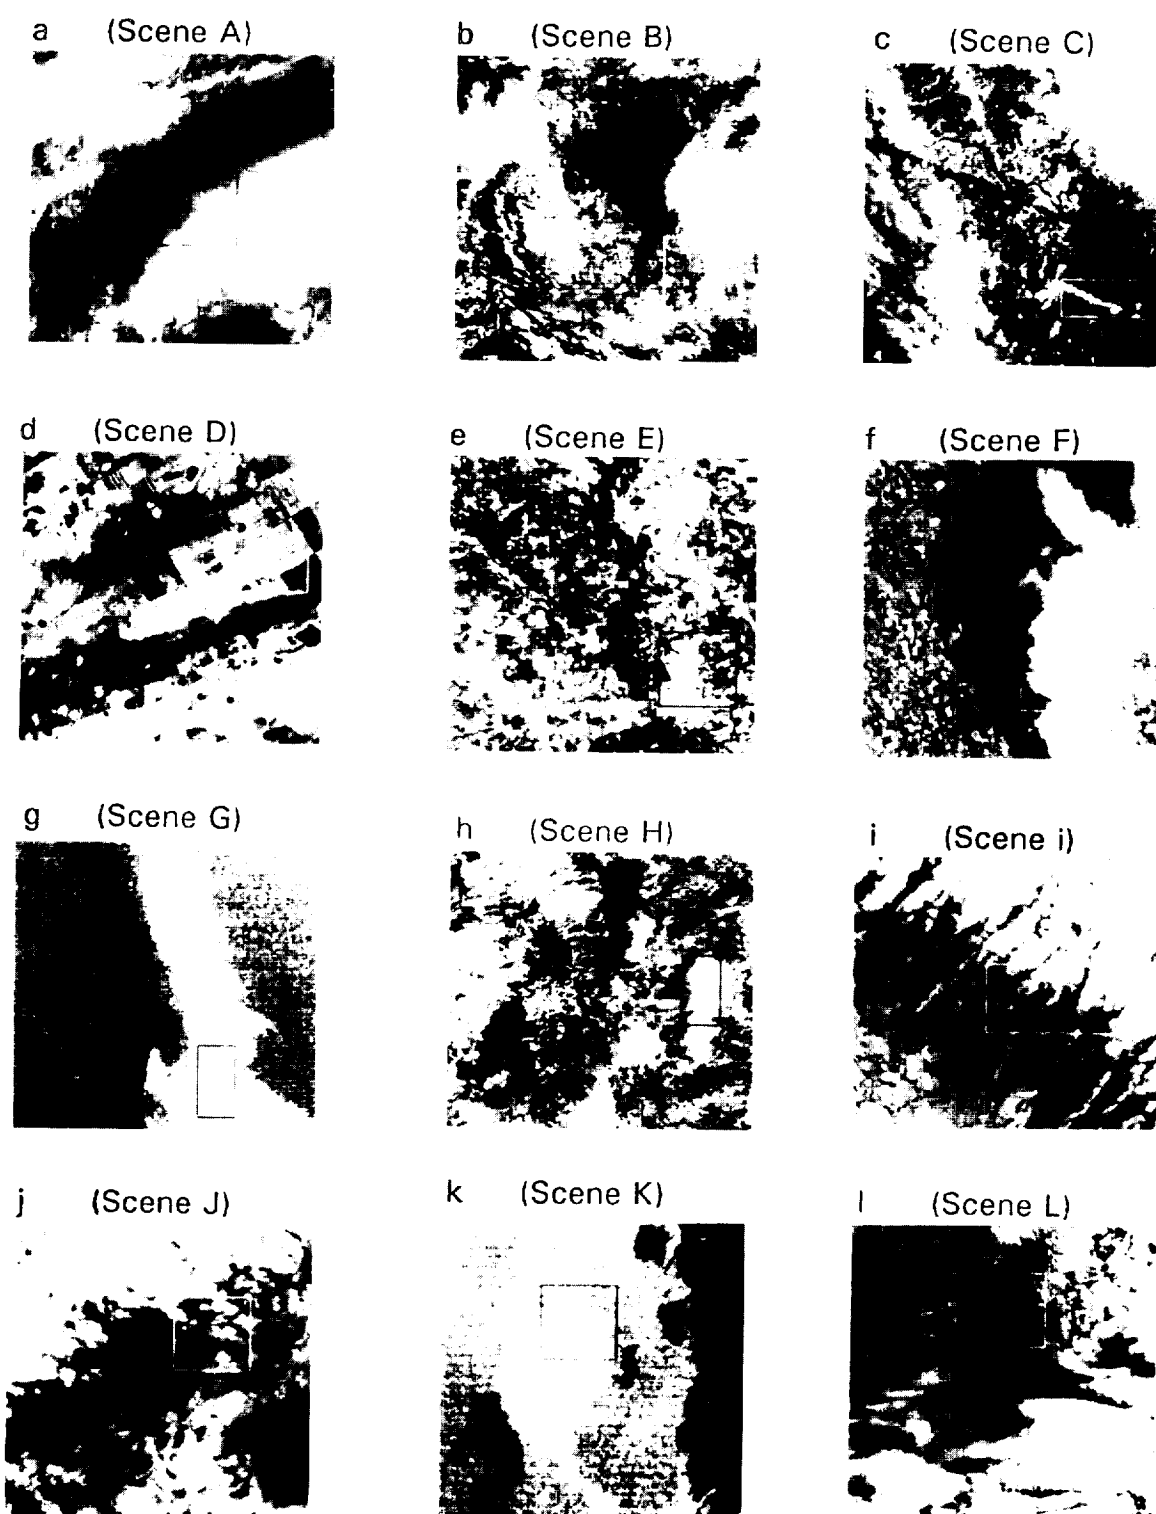 a (Scene A)
b (Scene B)
c (Scene C)
d (Scene D)
e (Scene E)
f (Scene F)
g (Scene G)
h (Scene H)
i (Scene i)
j (Scene J)
k (Scene K)
l (Scene L)